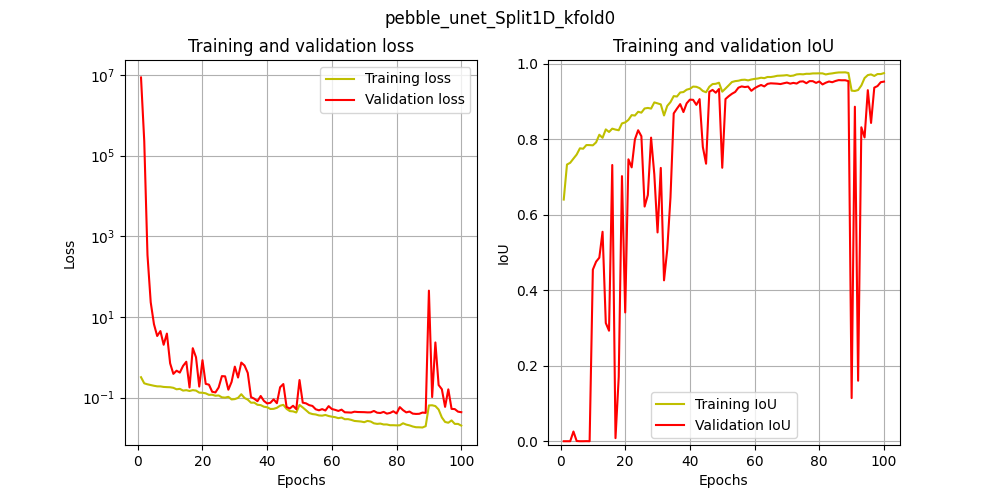 pebble_unet_Split1D_kfold0
Training and validation loss
Training loss
Validation loss
10^7
10^5
10^3
10^1
10^-1
Loss
0 20 40 60 80 100
Epochs
Training and validation IoU
1.0
0.8
0.6
0.4
0.2
0.0
IoU
Training IoU
Validation IoU
0 20 40 60 80 100
Epochs